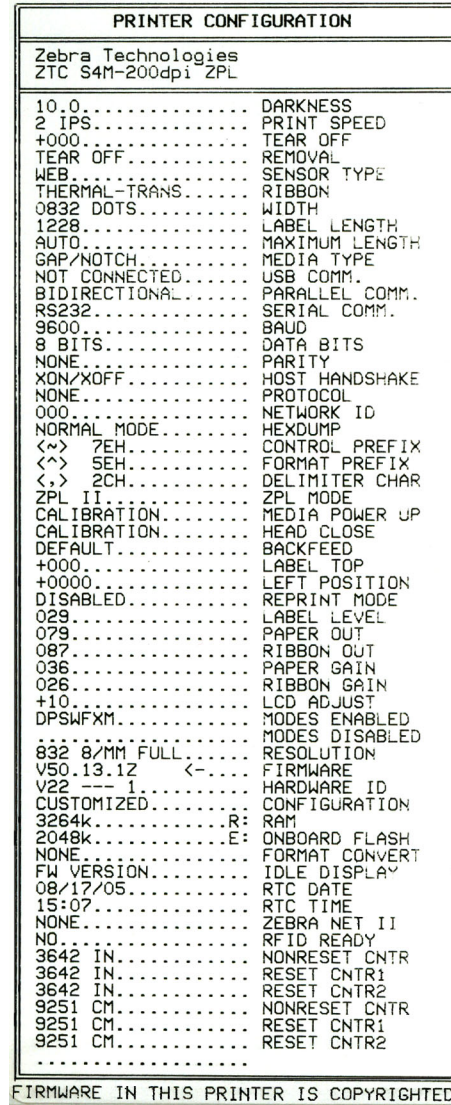 PRINTER CONFIGURATION
Zebra Technologies
ZTC S4M-200dpi ZPL
10.0................. DARKNESS
2 IPS................ PRINT SPEED
+000................. TEAR OFF
TEAR OFF............. REMOVAL
WEB.................. SENSOR TYPE
THERMAL-TRANS........ RIBBON
0832 DOTS............ WIDTH
1228................. LABEL LENGTH
AUTO................. MAXIMUM LENGTH
GAP/NOTCH............ MEDIA TYPE
NOT CONNECTED........ USB COMM.
BIDIRECTIONAL........ PARALLEL COMM.
RS232................ SERIAL COMM.
9600................. BAUD
8 BITS............... DATA BITS
NONE................. PARITY
XON/XOFF............. HOST HANDSHAKE
NONE................. PROTOCOL
000.................. NETWORK ID
NORMAL MODE.......... HEXDUMP
<~>  7EH............. CONTROL PREFIX
<^>  5EH............. FORMAT PREFIX
<,>  2CH............. DELIMITER CHAR
ZPL II............... ZPL MODE
CALIBRATION.......... MEDIA POWER UP
CALIBRATION.......... HEAD CLOSE
DEFAULT.............. BACKFEED
+000................. LABEL TOP
+0000................ LEFT POSITION
DISABLED............. REPRINT MODE
029.................. LABEL LEVEL
079.................. PAPER OUT
087.................. RIBBON OUT
036.................. PAPER GAIN
026.................. RIBBON GAIN
+10.................. LCD ADJUST
DPSWFXM.............. MODES ENABLED
..................... MODES DISABLED
832 8/MM FULL........ RESOLUTION
V50.13.1Z    <-...... FIRMWARE
V22 --- 1............ HARDWARE ID
CUSTOMIZED........... CONFIGURATION
3264k..............R: RAM
2048k..............E: ONBOARD FLASH
NONE................. FORMAT CONVERT
FW VERSION........... IDLE DISPLAY
08/17/05............. RTC DATE
15:07................ RTC TIME
NONE................. ZEBRA NET II
NO................... RFID READY
3642 IN.............. NONRESET CNTR
3642 IN.............. RESET CNTR1
3642 IN.............. RESET CNTR2
9251 CM.............. NONRESET CNTR
9251 CM.............. RESET CNTR1
9251 CM.............. RESET CNTR2
.....................
FIRMWARE IN THIS PRINTER IS COPYRIGHTED